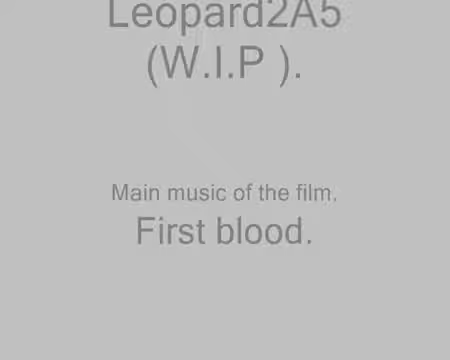 Leopard2A5
(W.I.P ).
Main music of the film.
First blood.